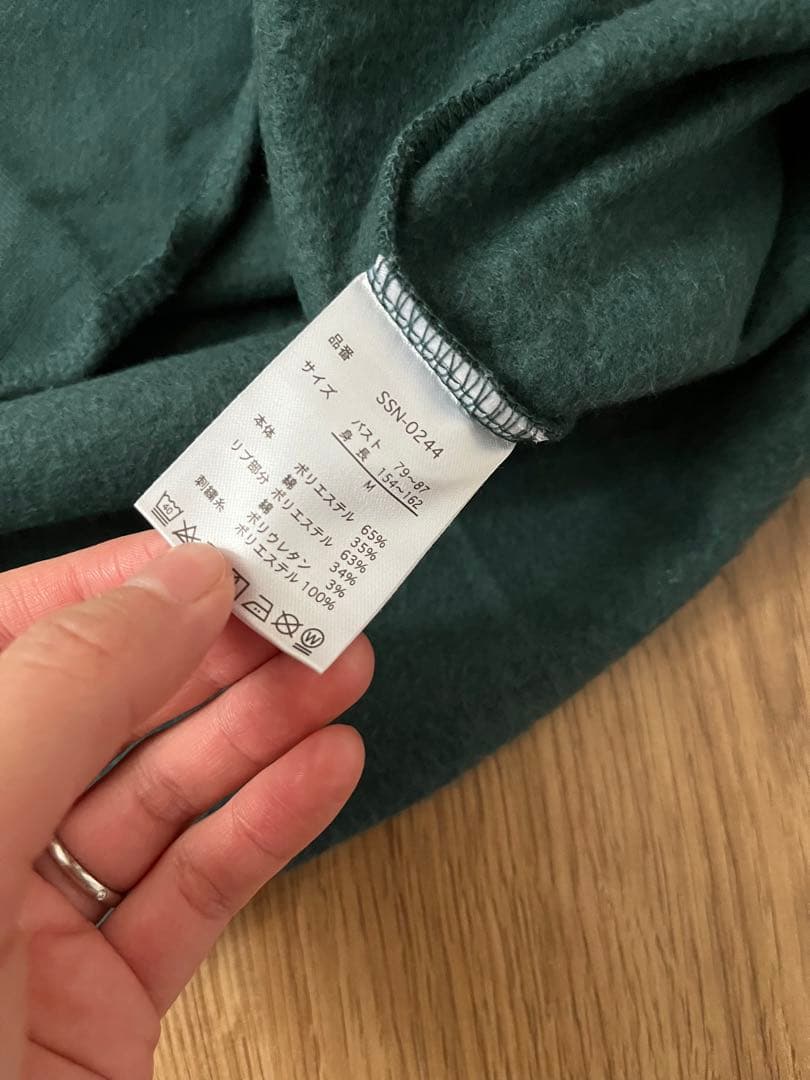 品番 SSN-0244
サイズ バスト 79~87
身長 154~162
M
本体 ポリエステル 65%
綿 35%
リブ部分 ポリエステル 63%
綿 34%
ポリウレタン 3%
刺繍糸 ポリエステル 100%
40
W